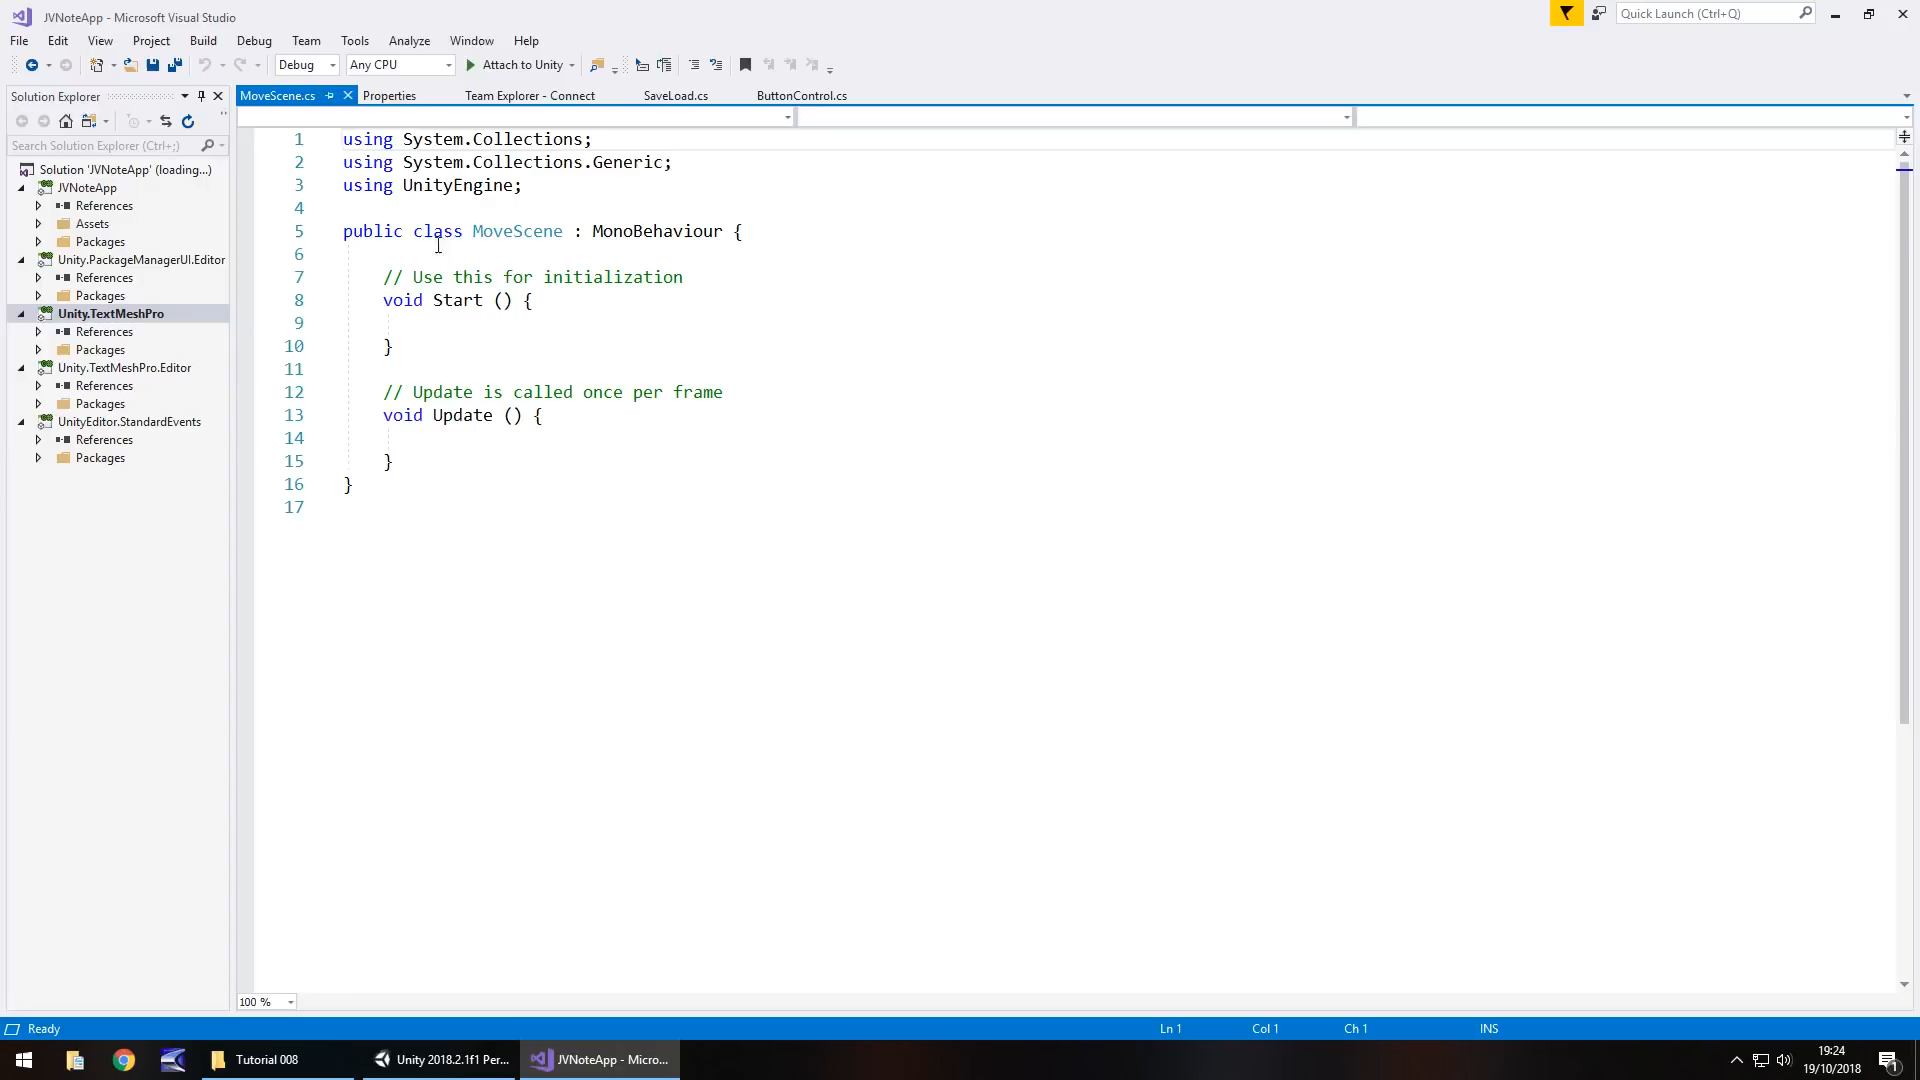 JVNoteApp - Microsoft Visual Studio
Quick Launch (Ctrl+Q)
File Edit View Project Build Debug Team Tools Analyze Window Help
Debug Any CPU Attach to Unity
Solution Explorer
MoveScene.cs Properties Team Explorer - Connect SaveLoad.cs ButtonControl.cs
Search Solution Explorer (Ctrl+;)
Solution 'JVNoteApp' (loading...)
JVNoteApp
References
Assets
Packages
Unity.PackageManagerUI.Editor
References
Packages
Unity.TextMeshPro
References
Packages
Unity.TextMeshPro.Editor
References
Packages
UnityEditor.StandardEvents
References
Packages
1 using System.Collections;
2 using System.Collections.Generic;
3 using UnityEngine;
4
5 public class MoveScene : MonoBehaviour {
6
7 // Use this for initialization
8 void Start () {
9
10 }
11
12 // Update is called once per frame
13 void Update () {
14
15 }
16 }
17
100 %
Ready Ln 1 Col 1 Ch 1 INS
Tutorial 008 Unity 2018.2.1f1 Per... JVNoteApp - Micro...
19:24
19/10/2018
1